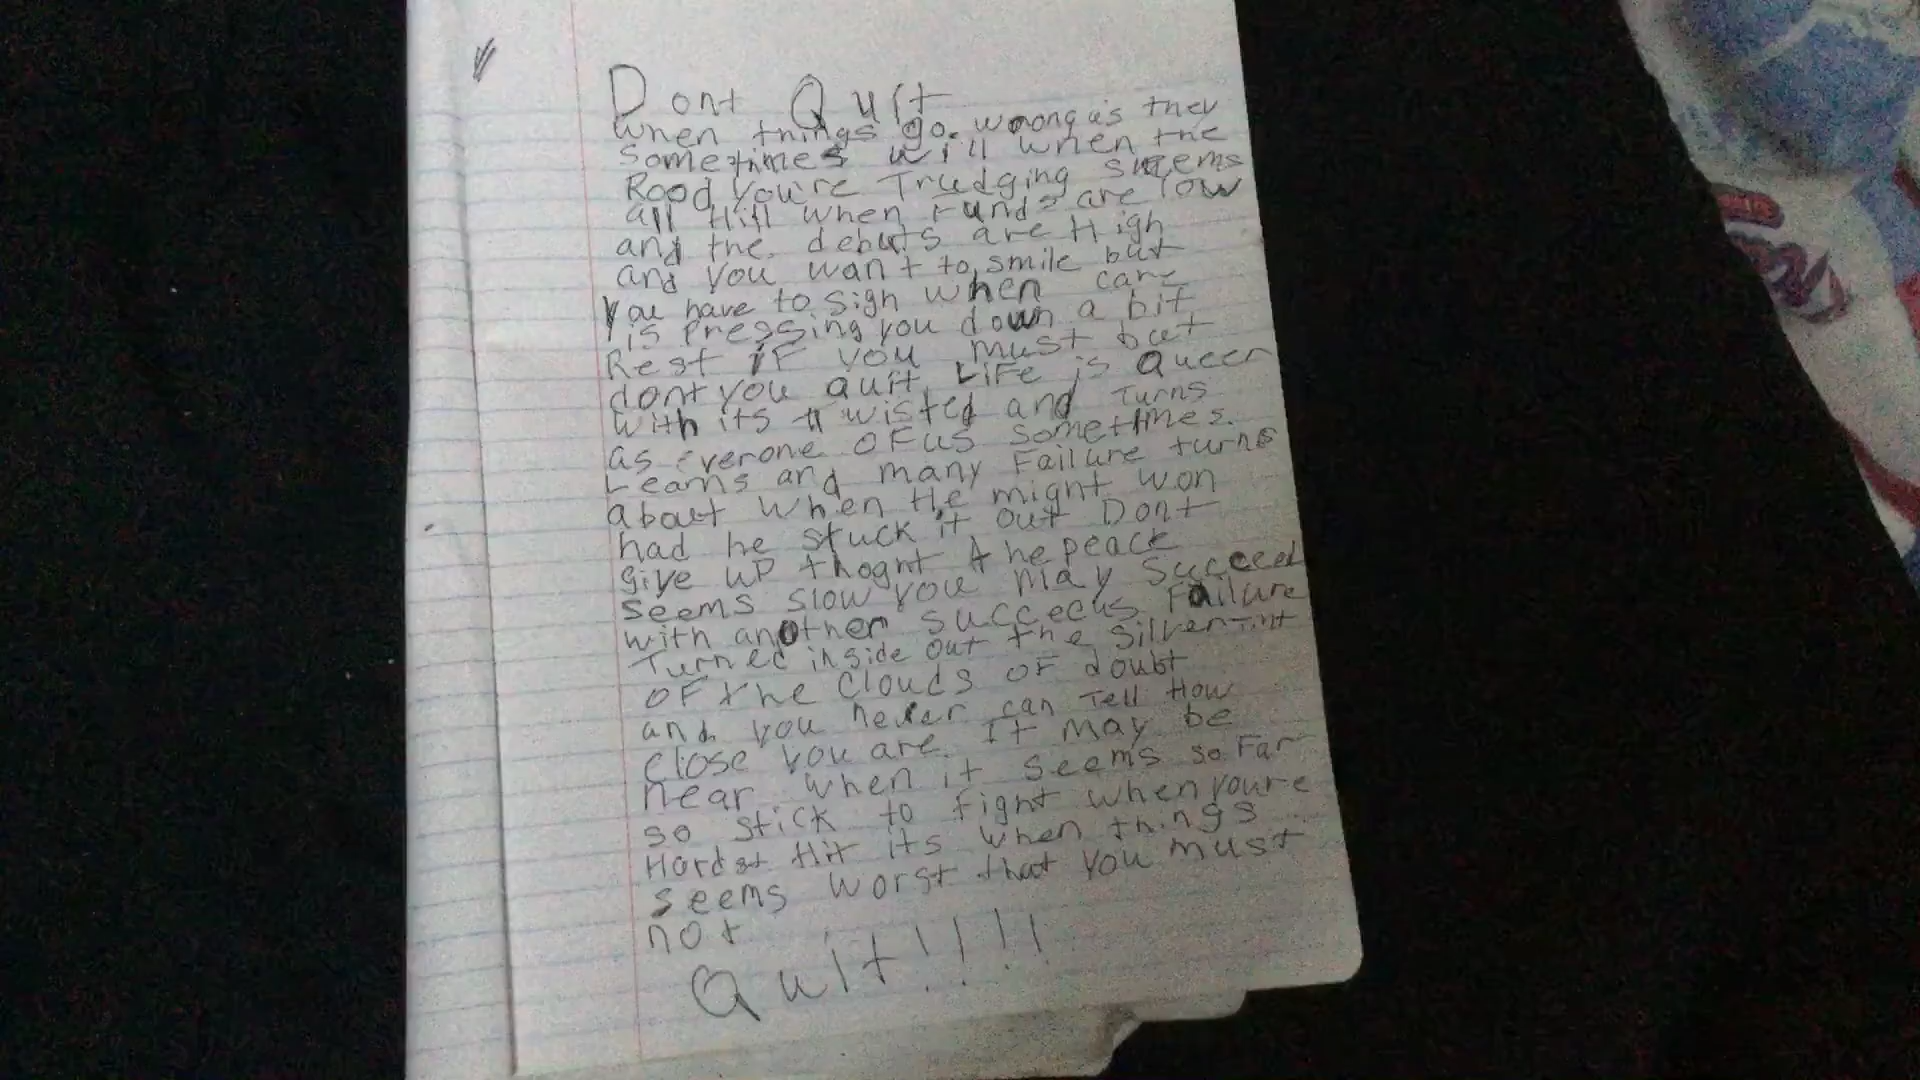 Dont Quit
when things go. wrong as they
sometimes will when the
Rood you're Trudging seems
all Hill when Funds are low
and the debuts are High
and you want to smile but
you have to sigh when care
is Pressing you down a bit
Rest iF you must but
dont you quit LiFe is Queer
with its twisted and Turns
as everone OF us sometimes.
Learns and many Failure turns
about when He might won
had he stuck it out Dont
give up thoght the peace
seems slow you may Succeed
with another succecus Failure
Turned inside out the Silver Tint
OF the Clouds OF doubt
and you never can Tell How
close you are It may be
near when it seems so Far
so stick to fight when youre
Hardst Hit its when things
seems worst that you must
not
Quit!!!!